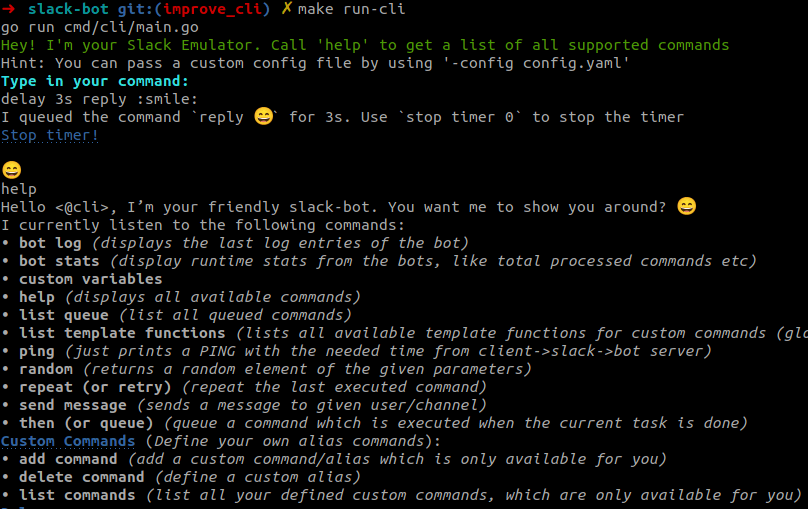 → slack-bot git:(improve_cli) ✗ make run-cli
go run cmd/cli/main.go
Hey! I'm your Slack Emulator. Call 'help' to get a list of all supported commands
Hint: You can pass a custom config file by using '-config config.yaml'
Type in your command:
delay 3s reply :smile:
I queued the command `reply 😄` for 3s. Use `stop timer 0` to stop the timer
Stop timer!
😄
help
Hello <@cli>, I’m your friendly slack-bot. You want me to show you around? 😄
I currently listen to the following commands:
• bot log (displays the last log entries of the bot)
• bot stats (display runtime stats from the bots, like total processed commands etc)
• custom variables
• help (displays all available commands)
• list queue (list all queued commands)
• list template functions (lists all available template functions for custom commands (glo
• ping (just prints a PING with the needed time from client->slack->bot server)
• random (returns a random element of the given parameters)
• repeat (or retry) (repeat the last executed command)
• send message (sends a message to given user/channel)
• then (or queue) (queue a command which is executed when the current task is done)
Custom Commands (Define your own alias commands):
• add command (add a custom command/alias which is only available for you)
• delete command (define a custom alias)
• list commands (list all your defined custom commands, which are only available for you)